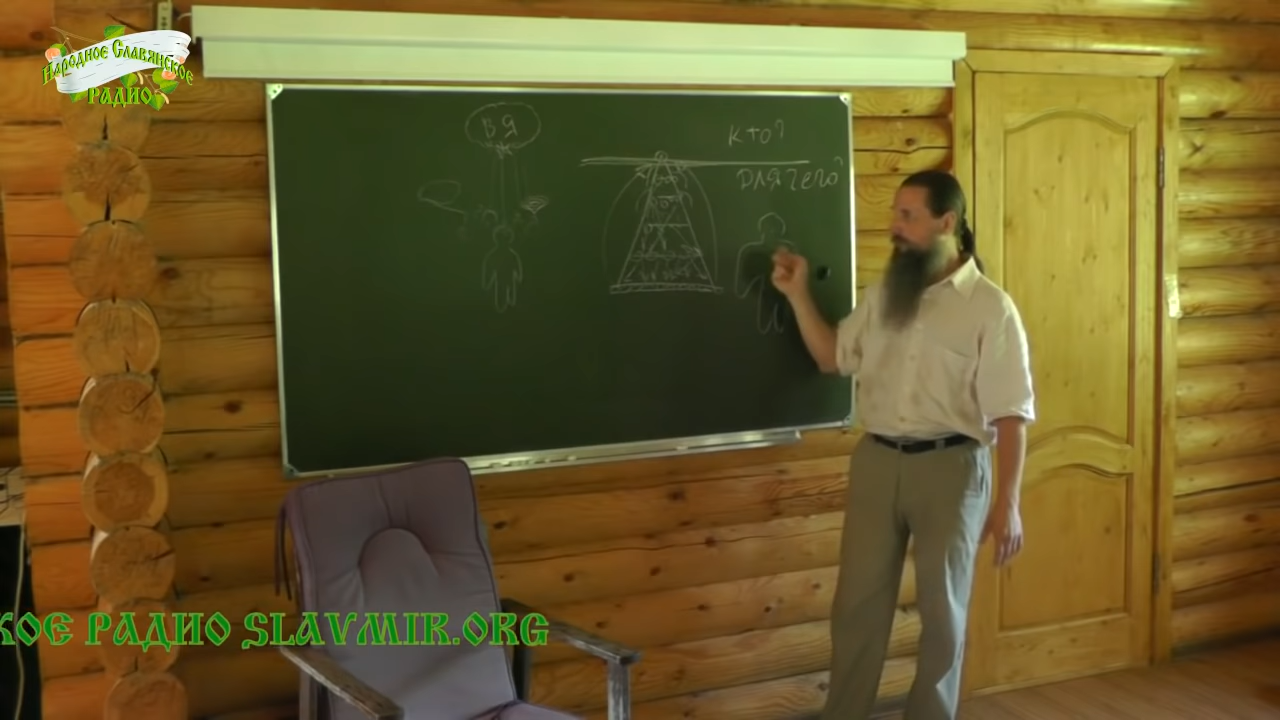 Народное Славянское
РАДИО
ВЯ
КТО?
ДЛЯ ЧЕГО?
КОЕ РАДИО SLAVMIR.ORG